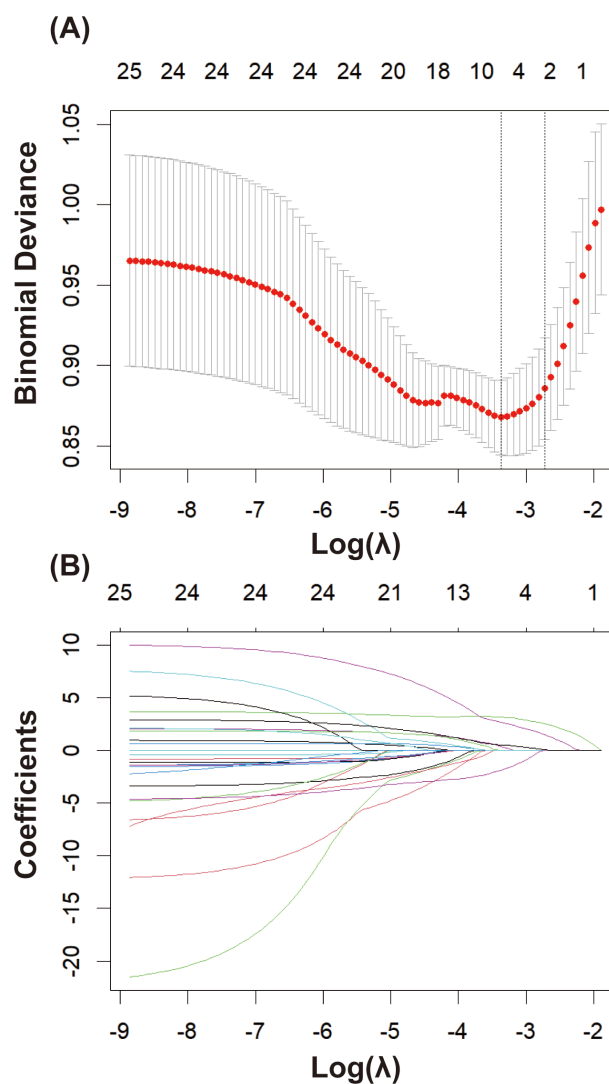 (A)
25 24 24 24 24 24 24 20 18 10 4 2 1
Binomial Deviance
1.05
1.00
0.95
0.90
0.85
-9 -8 -7 -6 -5 -4 -3 -2
Log(λ)
(B)
25 24 24 24 21 13 4 1
Coefficients
10
5
0
-5
-10
-15
-20
-9 -8 -7 -6 -5 -4 -3 -2
Log(λ)